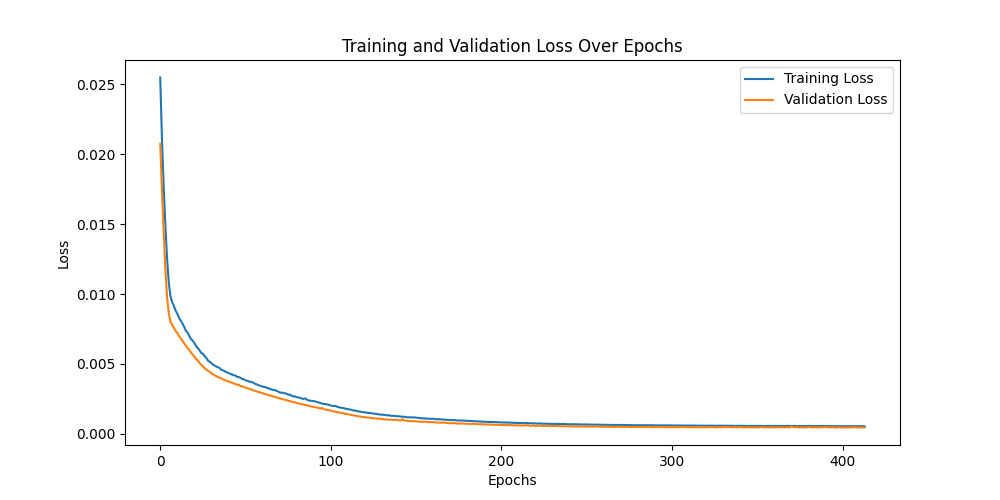 Training and Validation Loss Over Epochs
Training Loss
Validation Loss
0.025
0.020
0.015
0.010
0.005
0.000
Loss
0
100
200
300
400
Epochs